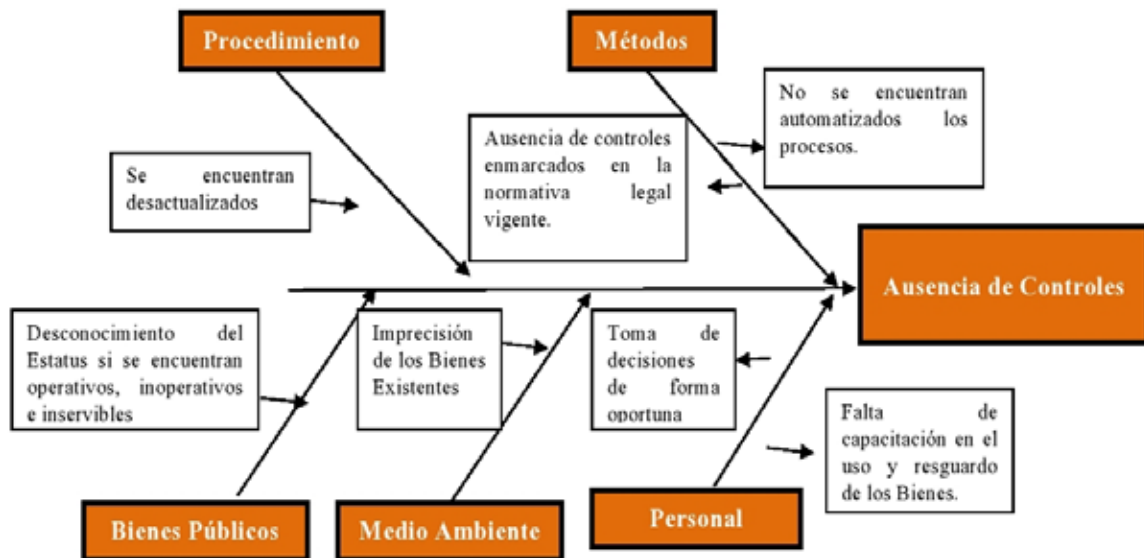 Procedimiento
Métodos
No se encuentran
automatizados los
procesos.
Ausencia de controles
enmarcados en la
normativa legal
vigente.
Se encuentran
desactualizados
Ausencia de Controles
Desconocimiento del
Estatus si se encuentran
operativos, inoperativos
e inservibles
Imprecisión
de los Bienes
Existentes
Toma de
decisiones
de forma
oportuna
Falta de
capacitación en el
uso y resguardo
de los Bienes.
Bienes Públicos
Medio Ambiente
Personal